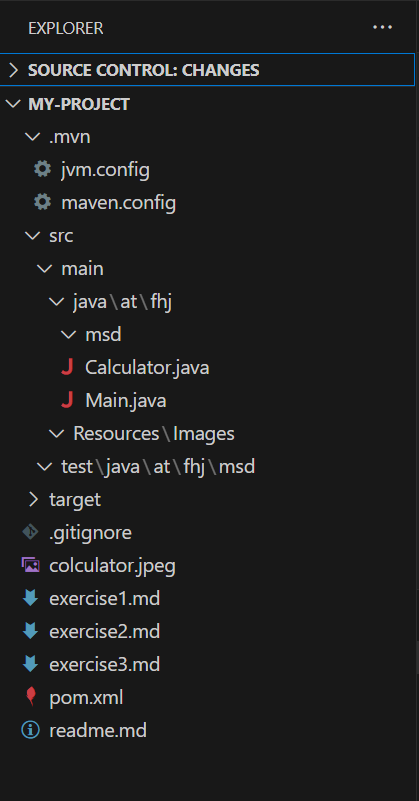 EXPLORER ...
SOURCE CONTROL: CHANGES
MY-PROJECT
.mvn
jvm.config
maven.config
src
main
java\at\fhj
msd
Calculator.java
Main.java
Resources\Images
test\java\at\fhj\msd
target
.gitignore
colculator.jpeg
exercise1.md
exercise2.md
exercise3.md
pom.xml
readme.md